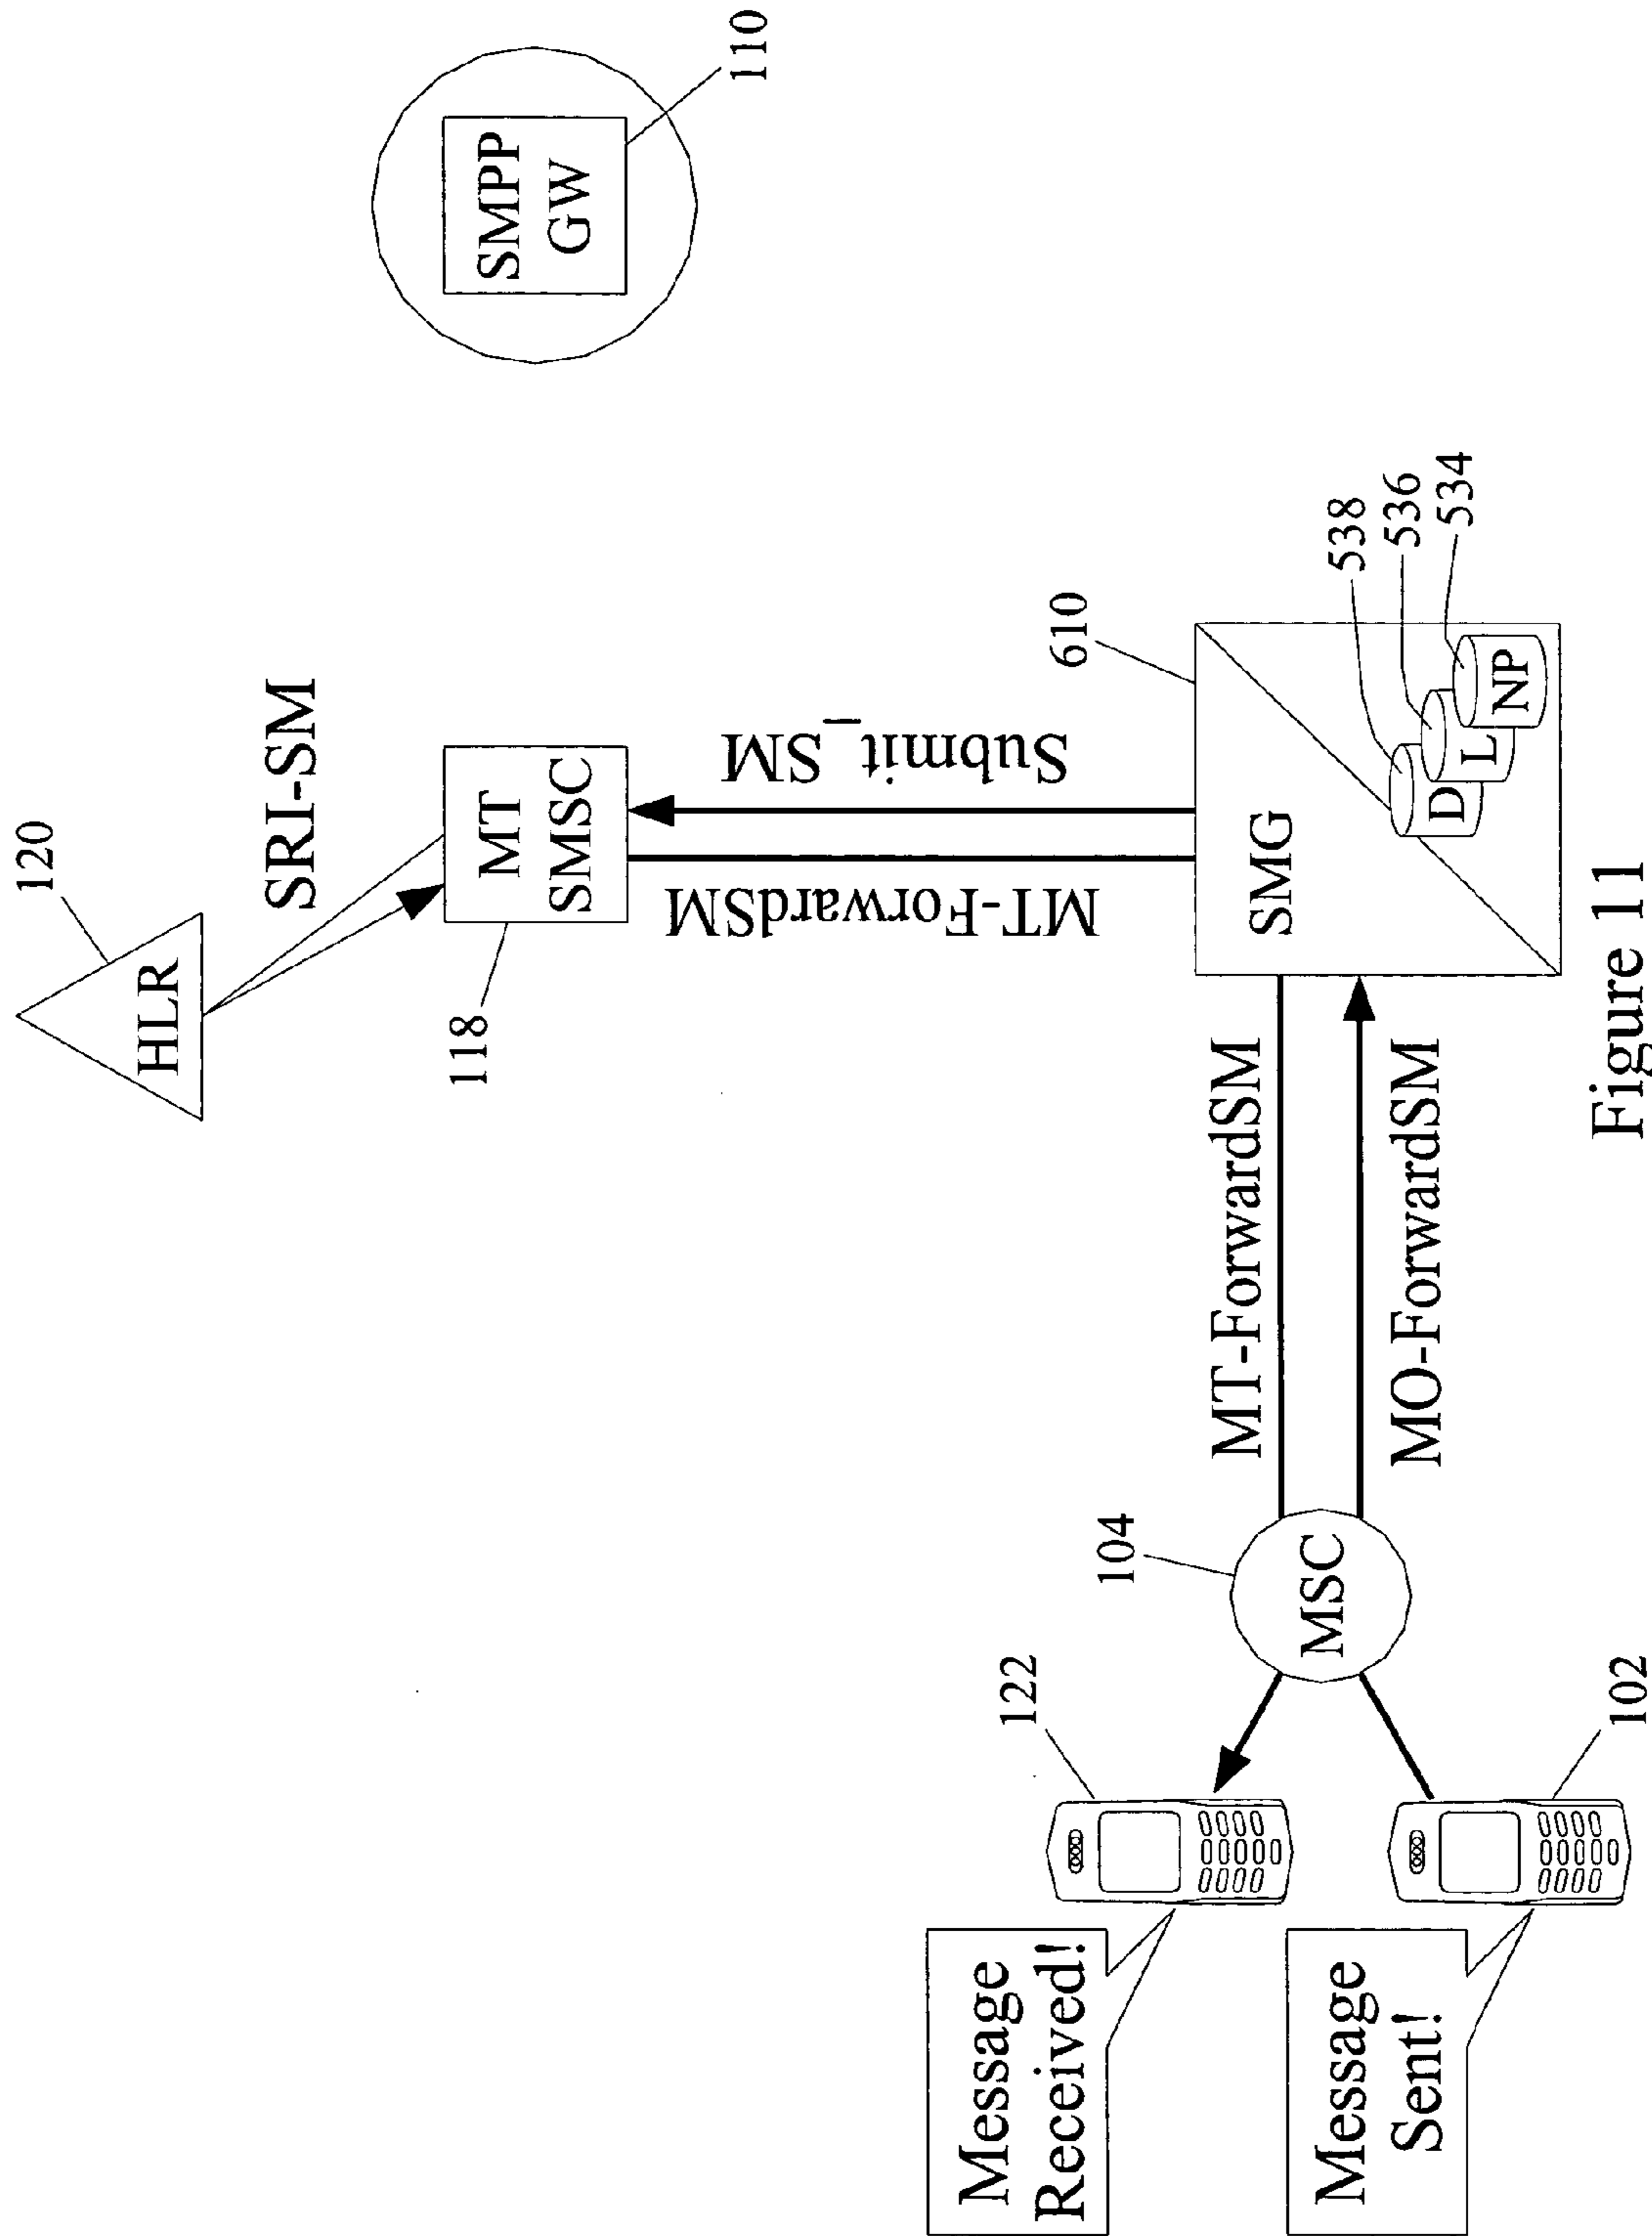 120
HLR
SRI-SM
MT
SMSC
118
SMPP
GW
110
MT-ForwardSM
Submit_SM
610
SMG
538
536
534
D
L
NP
MT-ForwardSM
MO-ForwardSM
104
MSC
122
102
Message
Received!
Message
Sent!
Figure 11